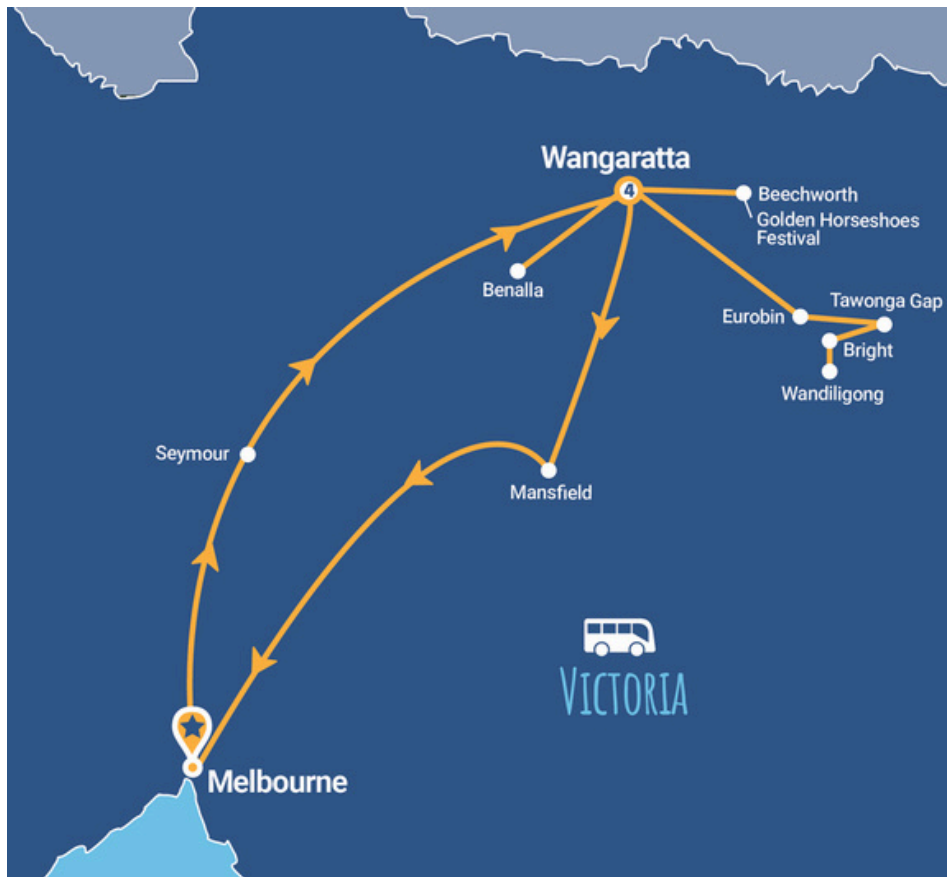 Wangaratta
4
Beechworth
Golden Horseshoes
Festival
Benalla
Tawonga Gap
Eurobin
Bright
Wandiligong
Seymour
Mansfield
VICTORIA
Melbourne